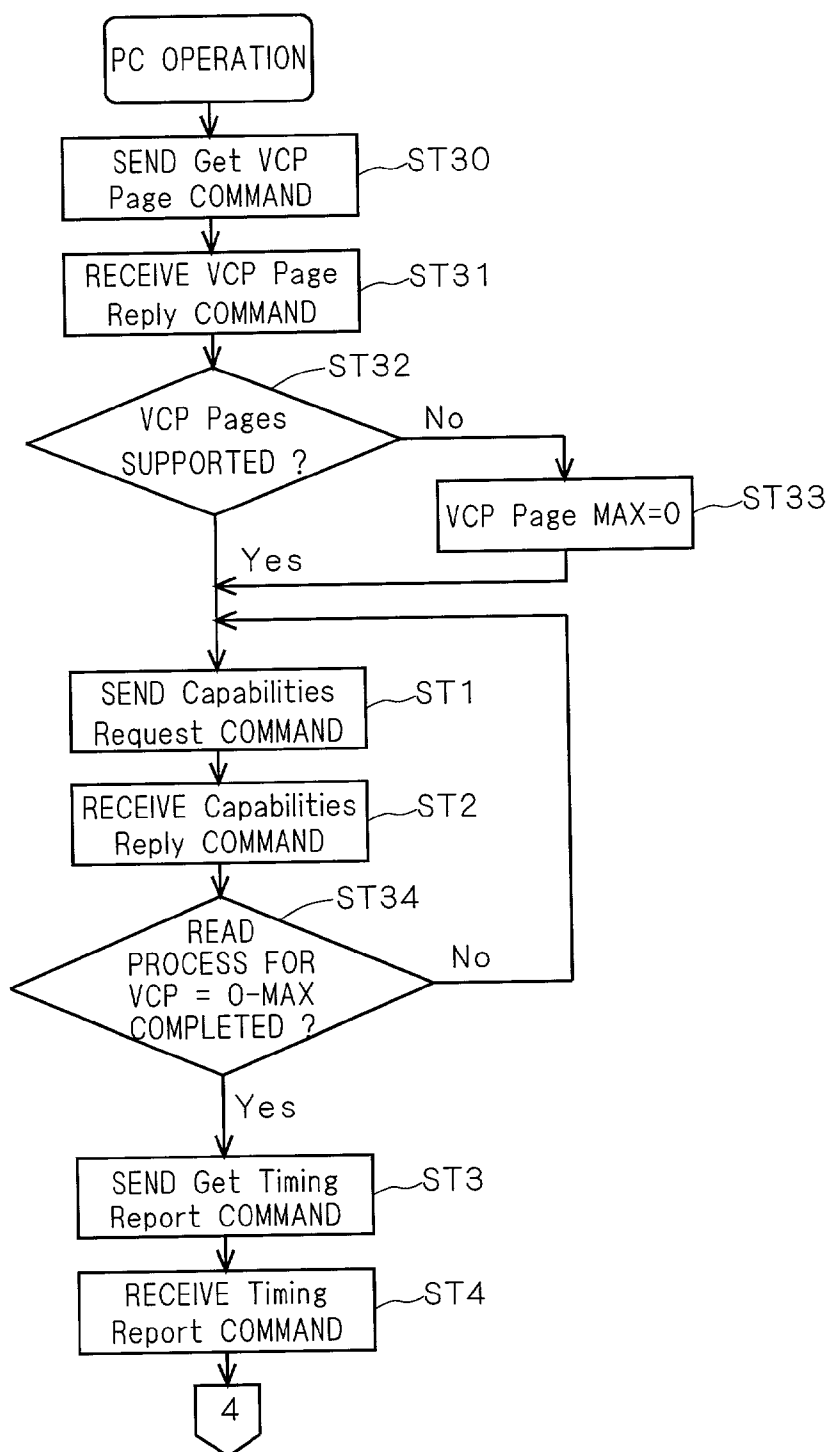 PC OPERATION
SEND Get VCP
Page COMMAND
ST30
RECEIVE VCP Page
Reply COMMAND
ST31
ST32
VCP Pages
SUPPORTED ?
No
VCP Page MAX=0
ST33
Yes
SEND Capabilities
Request COMMAND
ST1
RECEIVE Capabilities
Reply COMMAND
ST2
ST34
READ
PROCESS FOR
VCP = 0-MAX
COMPLETED ?
No
Yes
SEND Get Timing
Report COMMAND
ST3
RECEIVE Timing
Report COMMAND
ST4
4